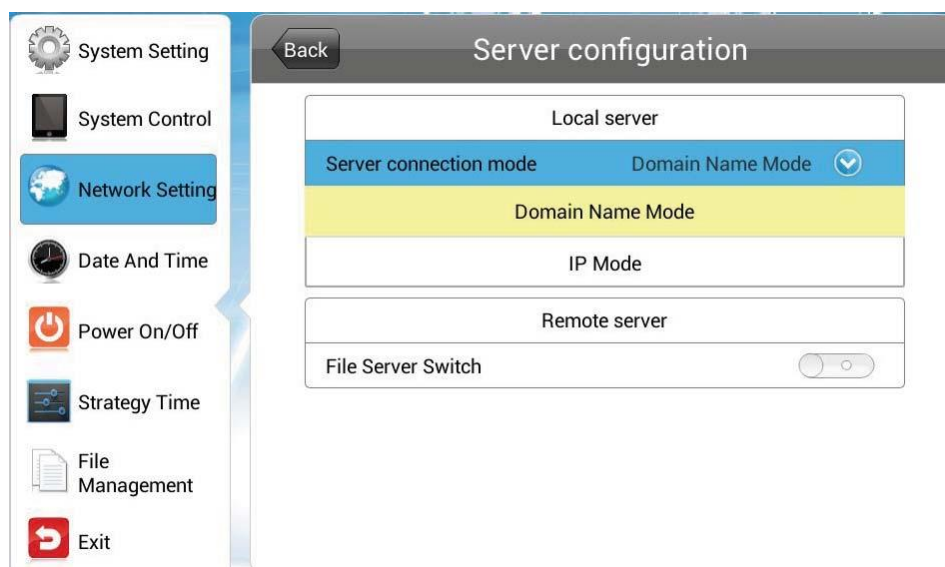 System Setting
System Control
Network Setting
Date And Time
Power On/Off
Strategy Time
File
Management
Exit
Back
Server configuration
Local server
Server connection mode Domain Name Mode
Domain Name Mode
IP Mode
Remote server
File Server Switch